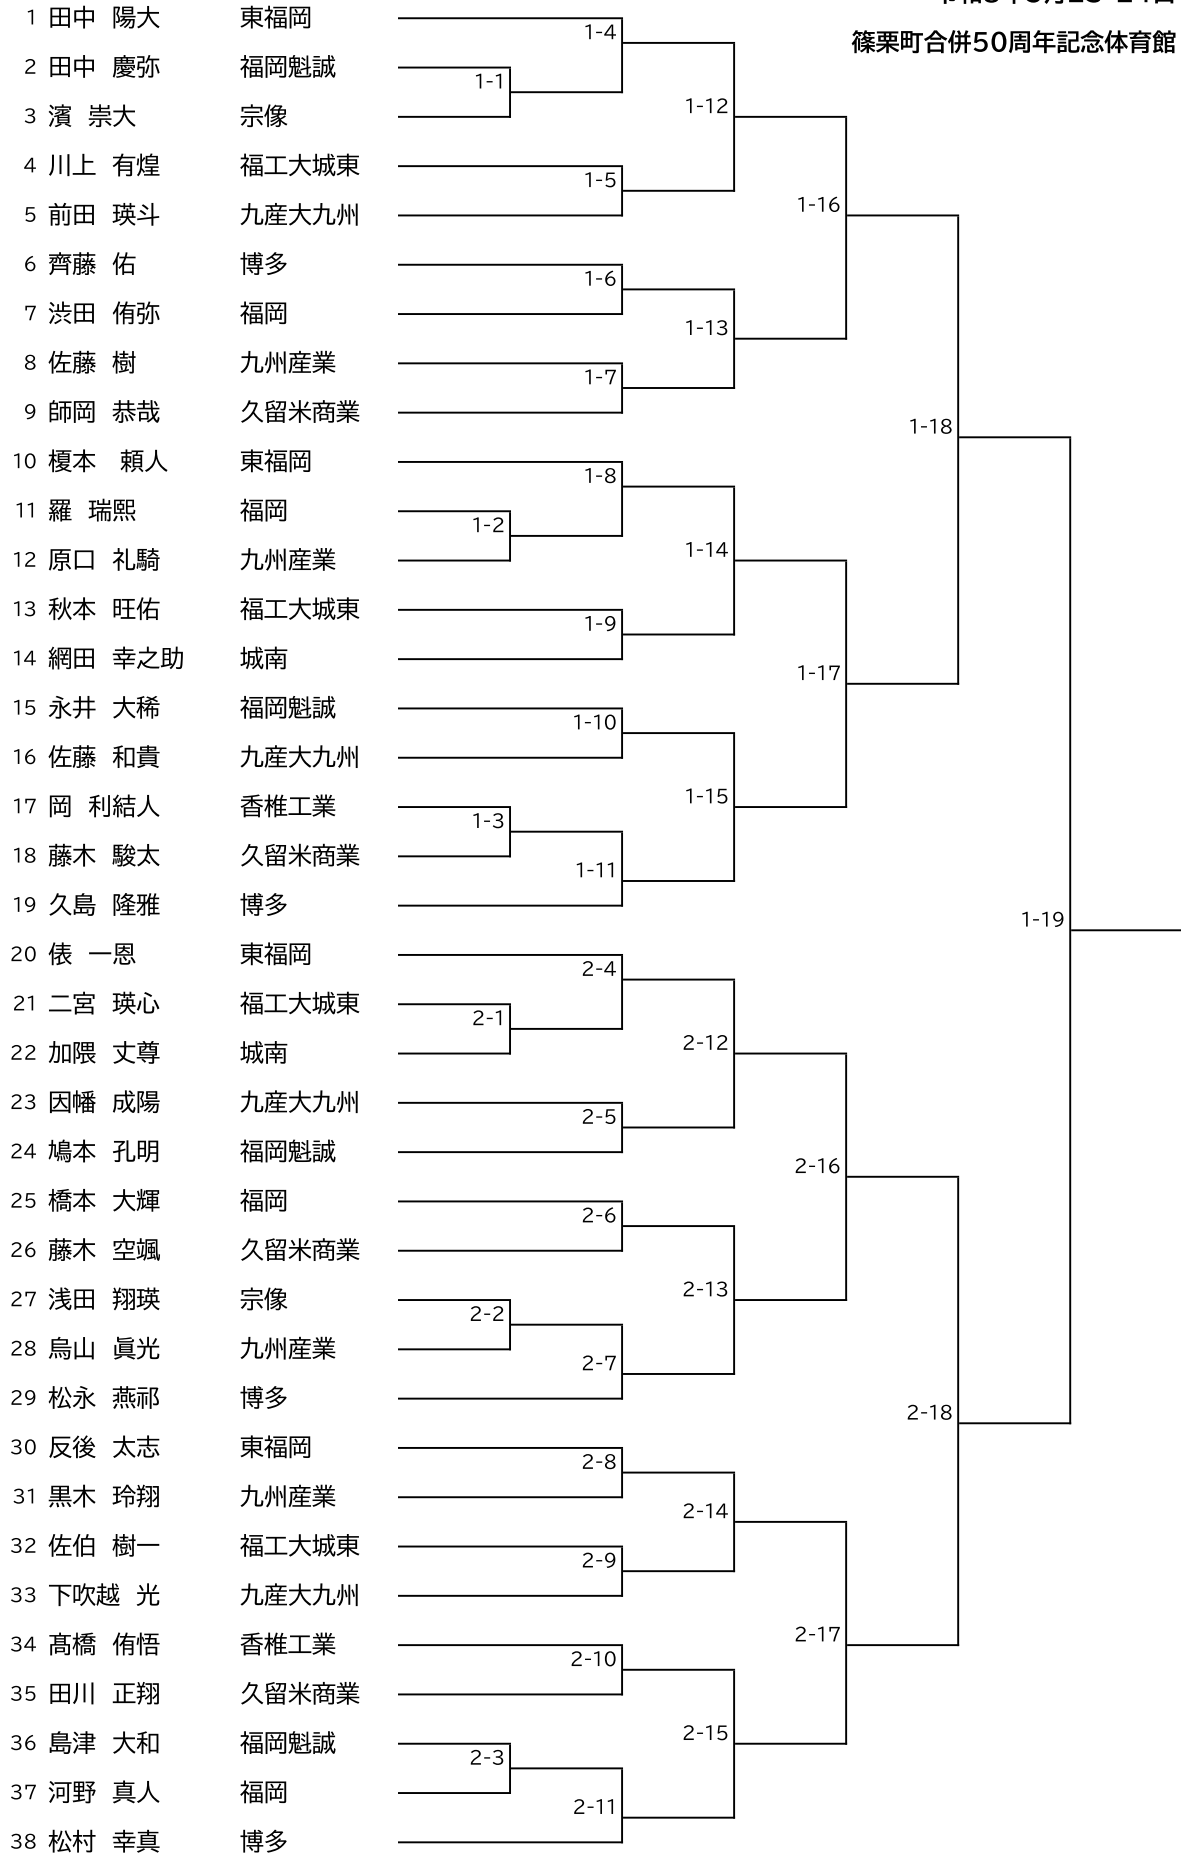 篠栗町合併50周年記念体育館
1 田中 陽大 東福岡
2 田中 慶弥 福岡魁誠
3 濱 崇大 宗像
4 川上 有煌 福工大城東
5 前田 瑛斗 九産大九州
6 齊藤 佑 博多
7 渋田 侑弥 福岡
8 佐藤 樹 九州産業
9 師岡 恭哉 久留米商業
10 榎本 頼人 東福岡
11 羅 瑞熙 福岡
12 原口 礼騎 九州産業
13 秋本 旺佑 福工大城東
14 網田 幸之助 城南
15 永井 大稀 福岡魁誠
16 佐藤 和貴 九産大九州
17 岡 利結人 香椎工業
18 藤木 駿太 久留米商業
19 久島 隆雅 博多
20 俵 一恩 東福岡
21 二宮 瑛心 福工大城東
22 加隈 丈尊 城南
23 因幡 成陽 九産大九州
24 鳩本 孔明 福岡魁誠
25 橋本 大輝 福岡
26 藤木 空颯 久留米商業
27 浅田 翔瑛 宗像
28 烏山 眞光 九州産業
29 松永 燕祁 博多
30 反後 太志 東福岡
31 黒木 玲翔 九州産業
32 佐伯 樹一 福工大城東
33 下吹越 光 九産大九州
34 髙橋 侑悟 香椎工業
35 田川 正翔 久留米商業
36 島津 大和 福岡魁誠
37 河野 真人 福岡
38 松村 幸真 博多
1-1
1-2
1-3
2-1
2-2
2-3
1-4
1-5
1-6
1-7
1-8
1-9
1-10
1-11
2-4
2-5
2-6
2-7
2-8
2-9
2-10
2-11
1-12
1-13
1-14
1-15
2-12
2-13
2-14
2-15
1-16
1-17
2-16
2-17
1-18
2-18
1-19